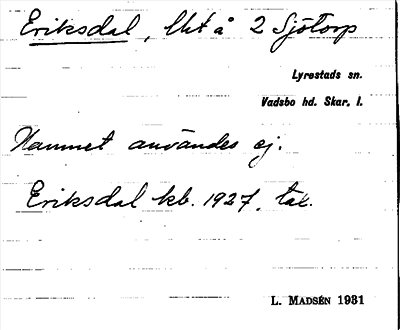 Eriksdal, lht å 2 Sjötorp
Lyrestads sn.
Vadsbo hd. Skar. l.
Namnet användes ej.
Eriksdal kb. 1927, tal.
L. MADSÉN 1931